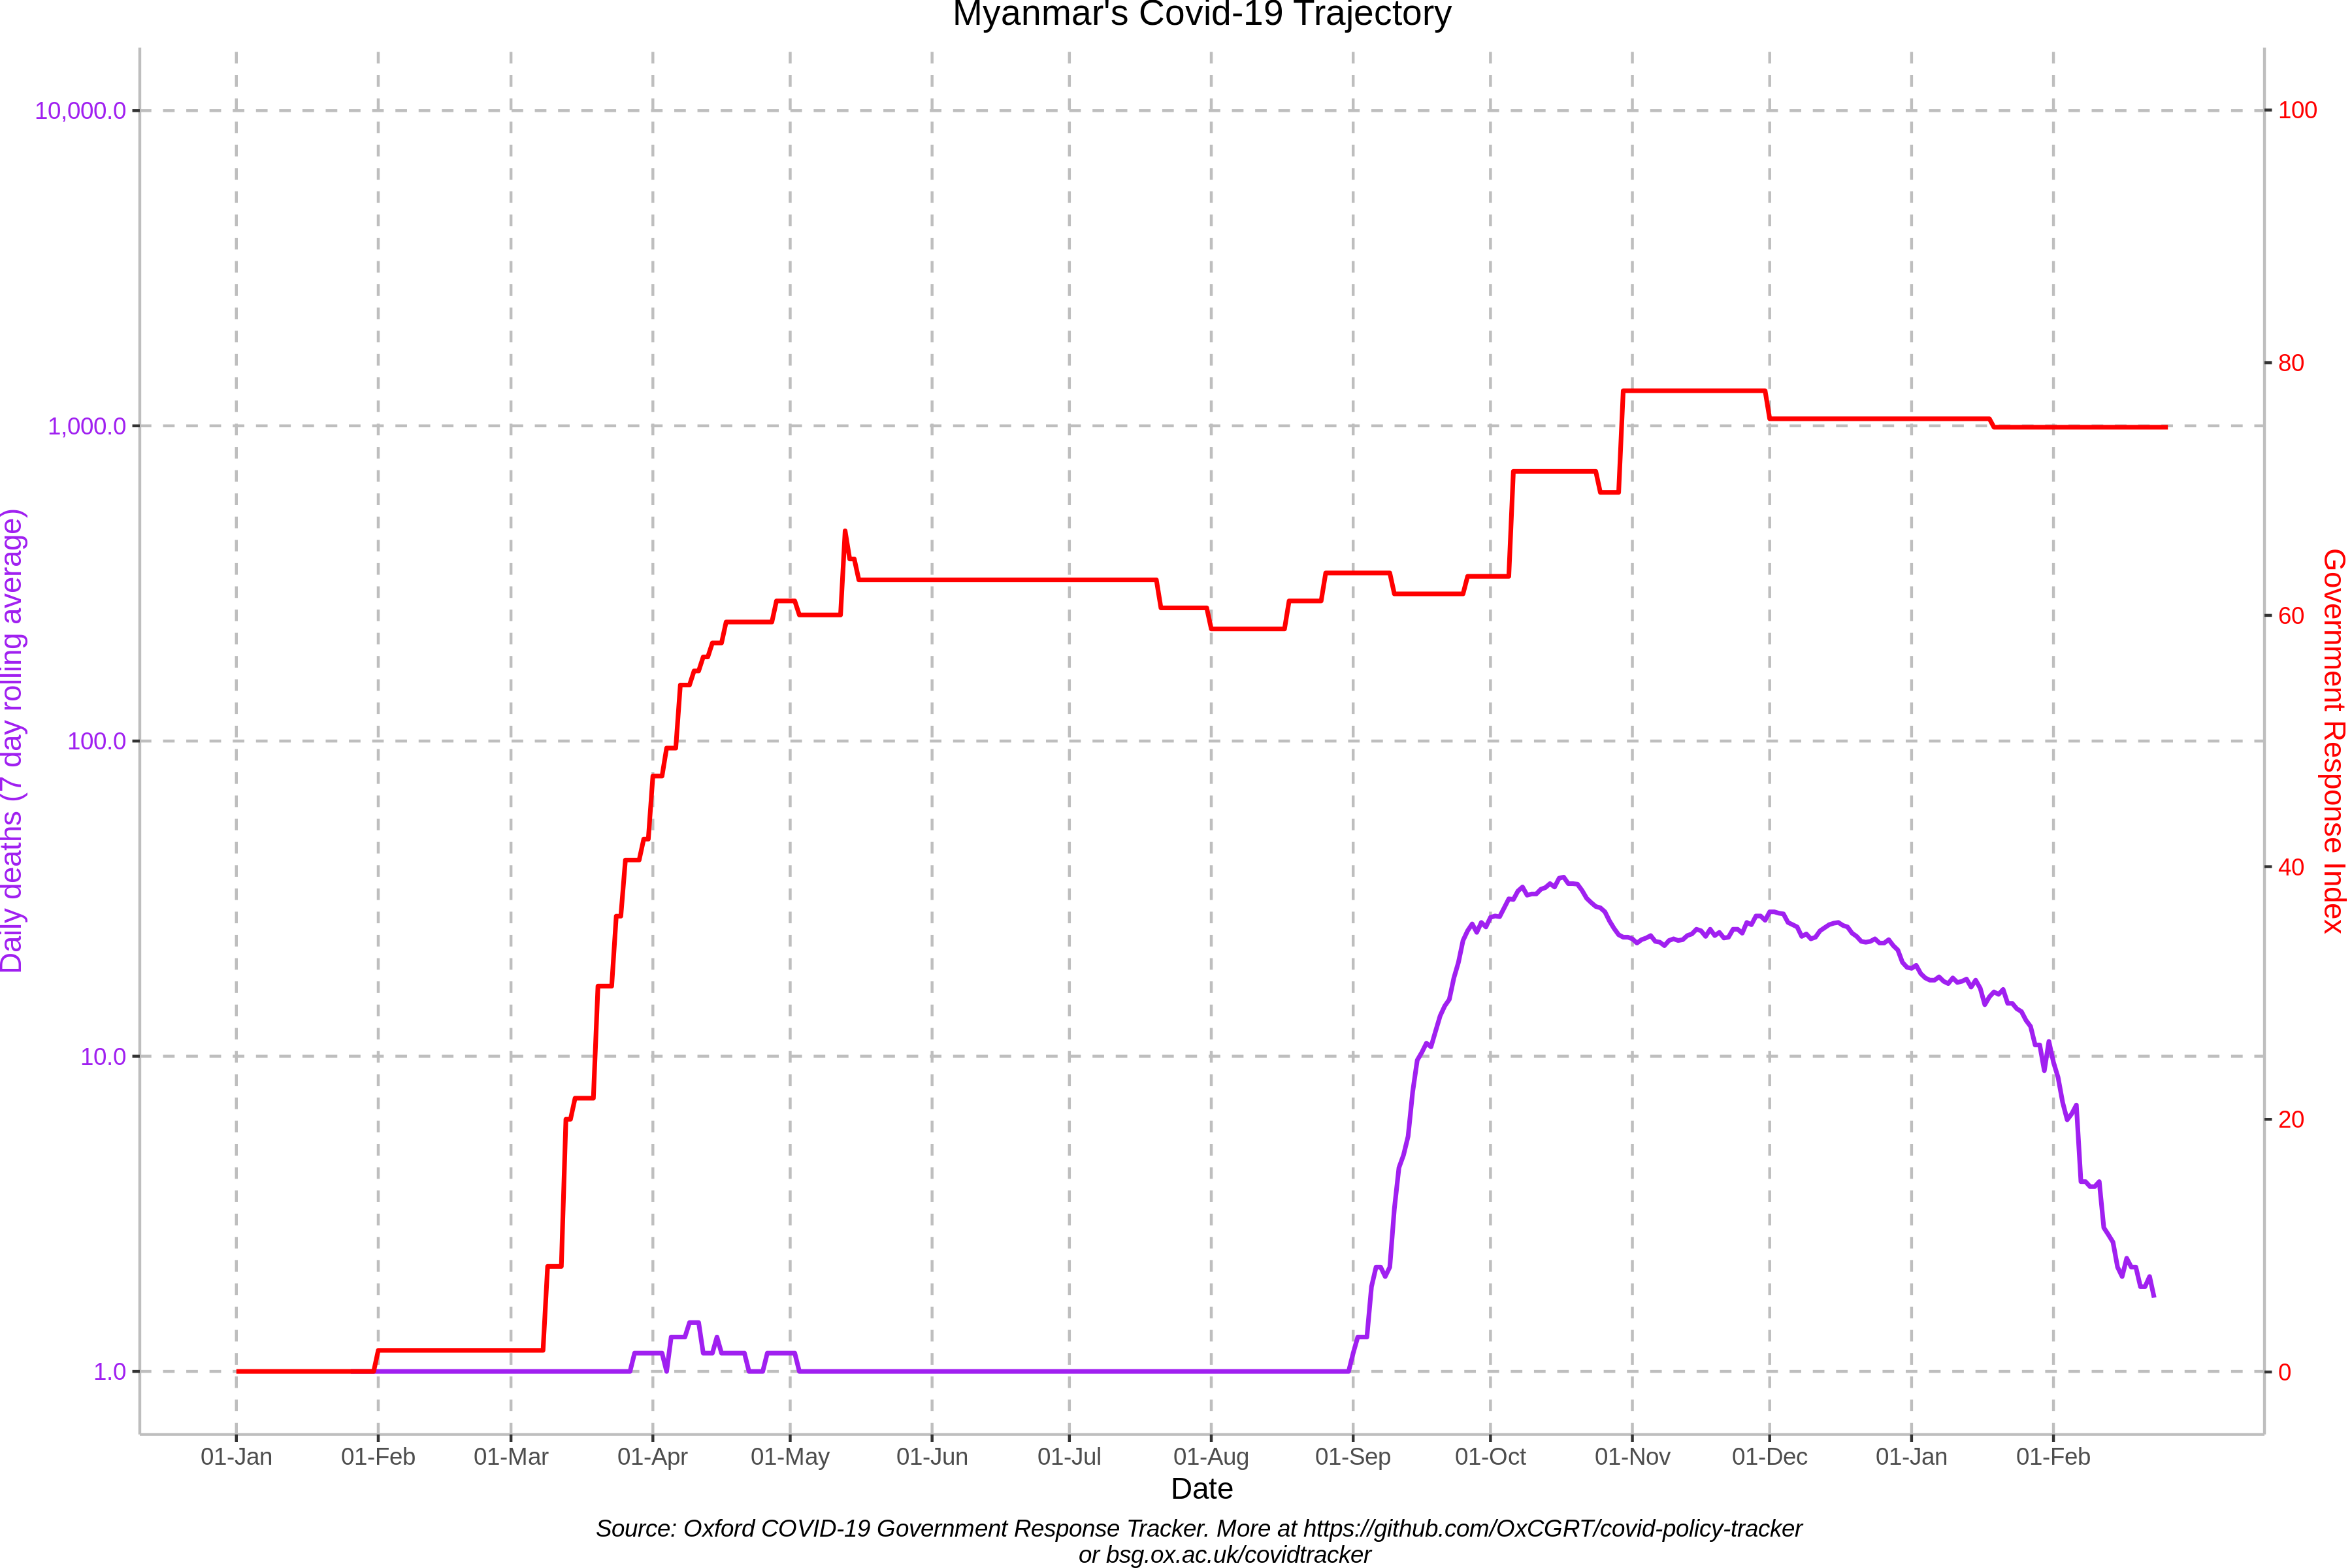 Myanmar's Covid-19 Trajectory
10,000.0
1,000.0
100.0
10.0
1.0
Daily deaths (7 day rolling average)
100
80
60
40
20
0
Government Response Index
01-Jan
01-Feb
01-Mar
01-Apr
01-May
01-Jun
01-Jul
01-Aug
01-Sep
01-Oct
01-Nov
01-Dec
01-Jan
01-Feb
Date
Source: Oxford COVID-19 Government Response Tracker. More at https://github.com/OxCGRT/covid-policy-tracker
or bsg.ox.ac.uk/covidtracker